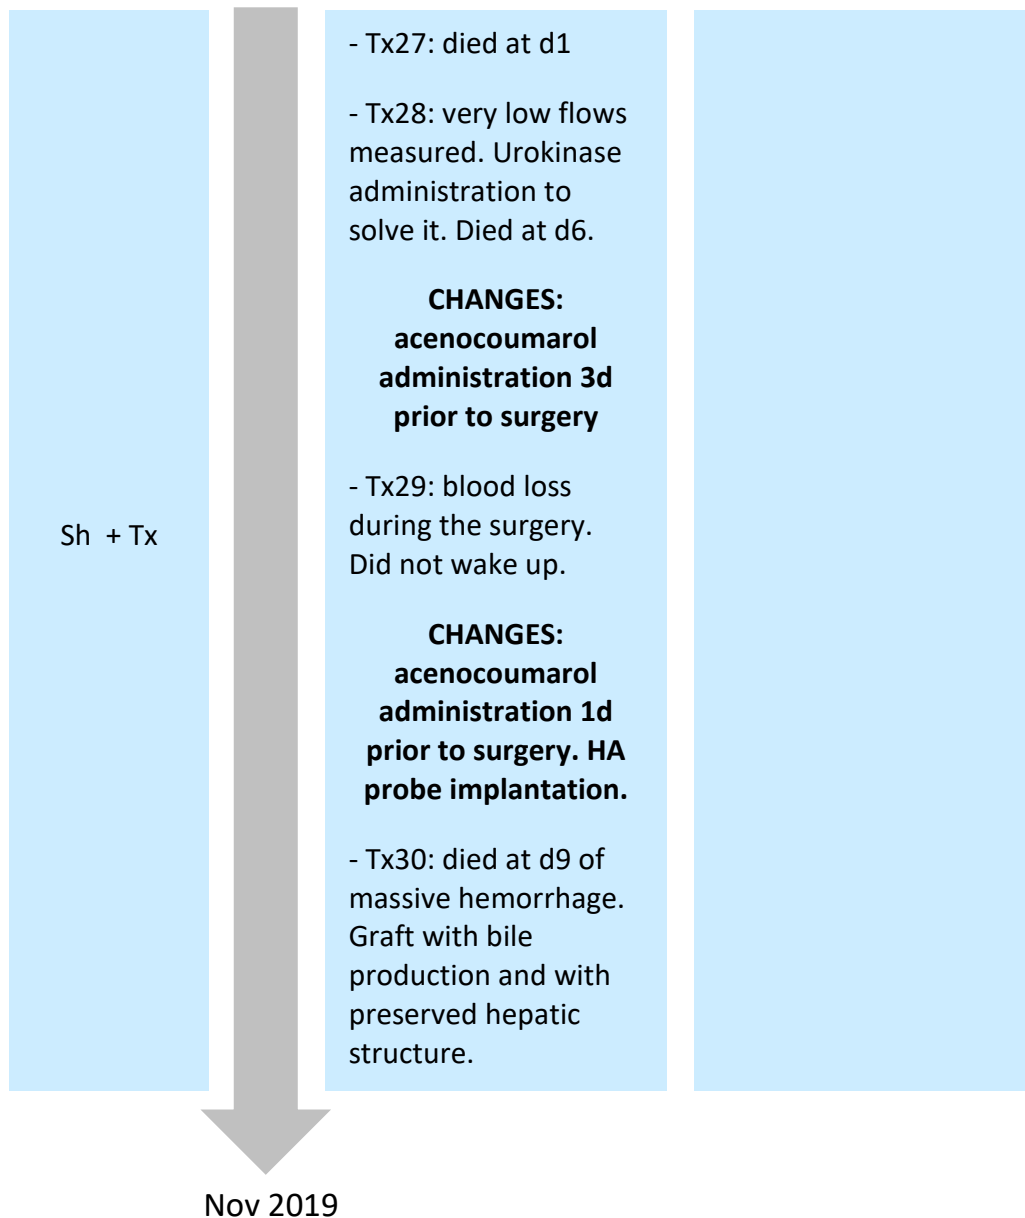 Sh + Tx
- Tx27: died at d1
- Tx28: very low flows
measured. Urokinase
administration to
solve it. Died at d6.
CHANGES:
acenocoumarol
administration 3d
prior to surgery
- Tx29: blood loss
during the surgery.
Did not wake up.
CHANGES:
acenocoumarol
administration 1d
prior to surgery. HA
probe implantation.
- Tx30: died at d9 of
massive hemorrhage.
Graft with bile
production and with
preserved hepatic
structure.
Nov 2019